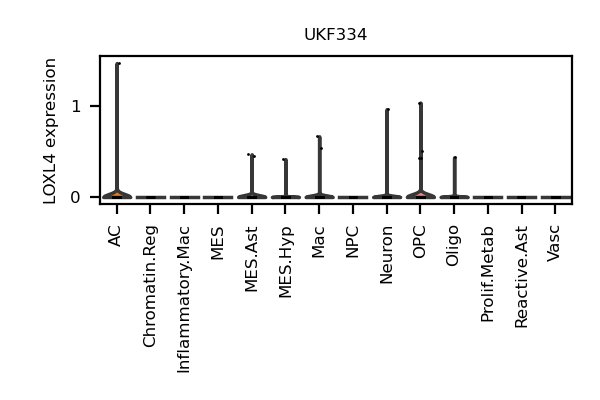 UKF334
LOXL4 expression
1
0
AC
Chromatin.Reg
Inflammatory.Mac
MES
MES.Ast
MES.Hyp
Mac
NPC
Neuron
OPC
Oligo
Prolif.Metab
Reactive.Ast
Vasc